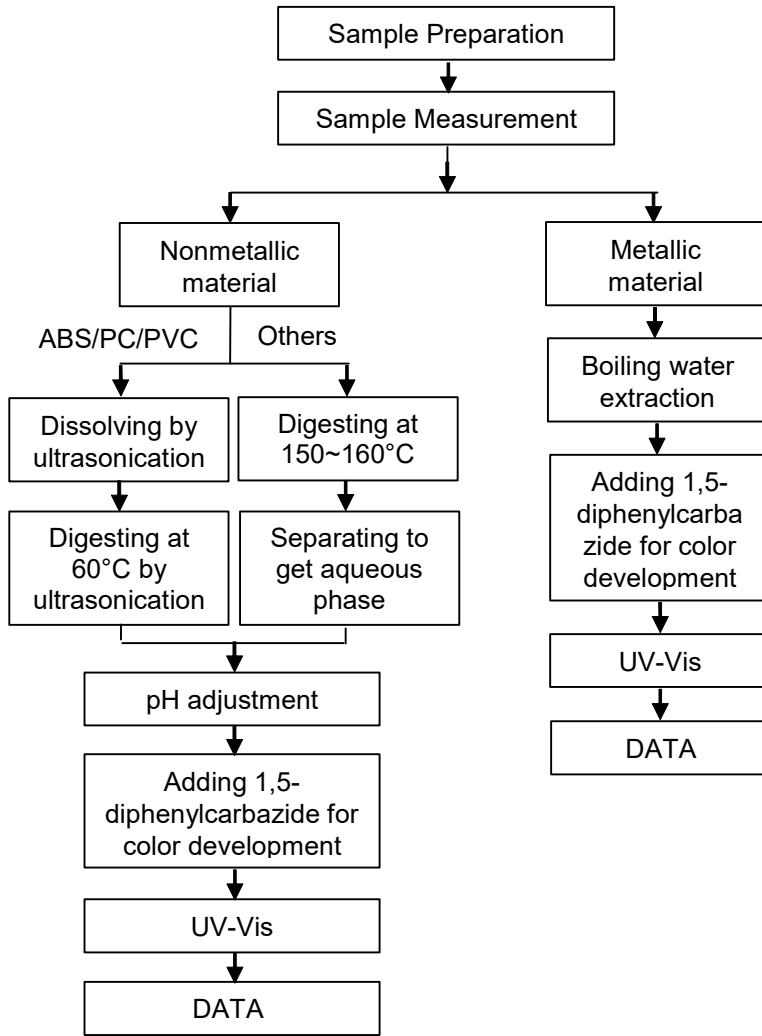 Sample Preparation
Sample Measurement
Nonmetallic
material
ABS/PC/PVC
Others
Dissolving by
ultrasonication
Digesting at
150~160°C
Digesting at
60°C by
ultrasonication
Separating to
get aqueous
phase
pH adjustment
Adding 1,5-
diphenylcarbazide for
color development
UV-Vis
DATA
Metallic
material
Boiling water
extraction
Adding 1,5-
diphenylcarba
zide for color
development
UV-Vis
DATA